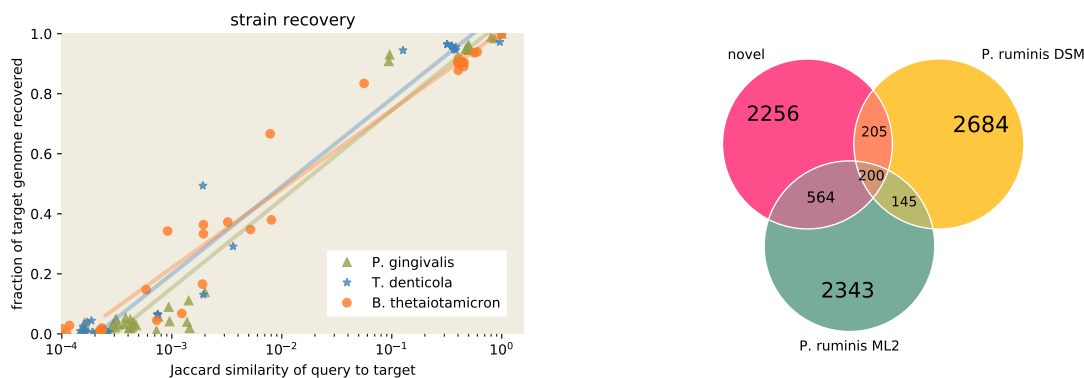 strain recovery
fraction of target genome recovered
1.0
0.8
0.6
0.4
0.2
0.0
P. gingivalis
T. denticola
B. thetaiotamicron
10⁻⁴ 10⁻³ 10⁻² 10⁻¹ 10⁰
Jaccard similarity of query to target
novel
P. ruminis DSM
2256
205
2684
200
564
145
2343
P. ruminis ML2